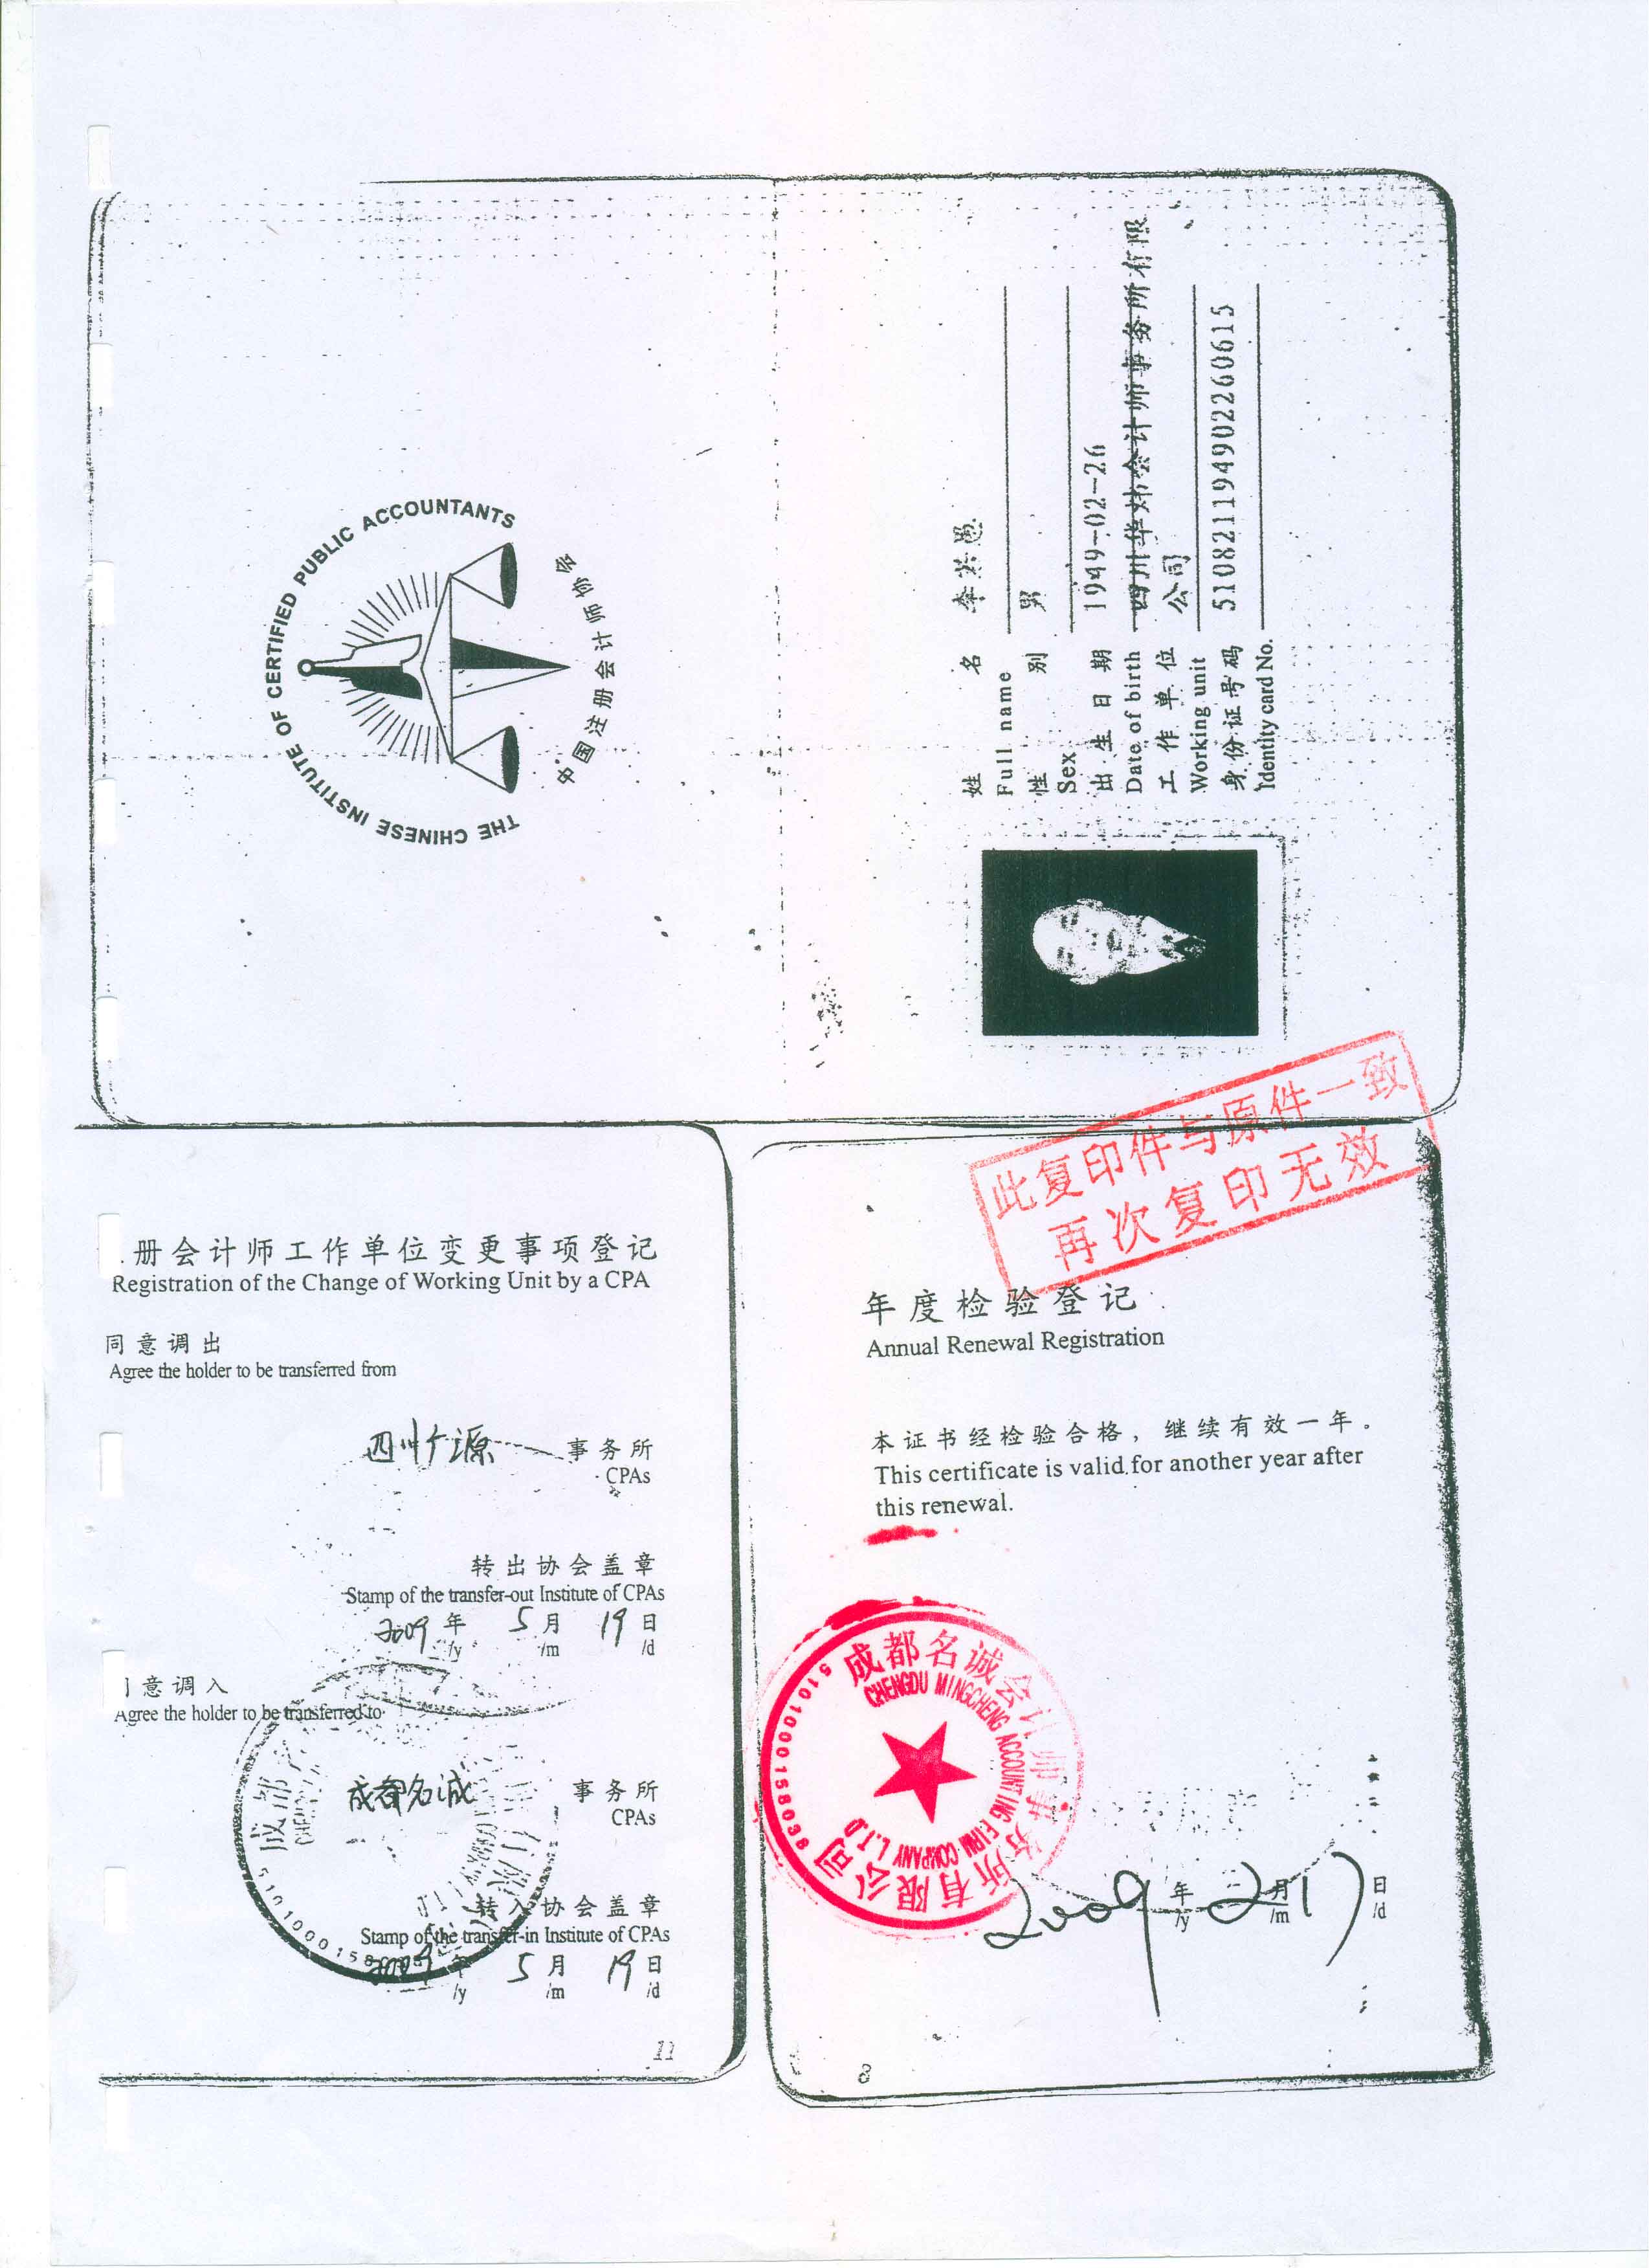 THE CHINESE INSTITUTE OF CERTIFIED PUBLIC ACCOUNTANTS
中国注册会计师协会
姓 名
Full name
性 别 男
Sex
出 生 日 期 1949-02-26
Date of birth
工 作 单 位 四川华炜会计师事务所有限
公司
Working unit
身份证号码 510821194902260615
Identity card No.
此复印件与原件一致
再次复印无效
册会计师工作单位变更事项登记
Registration of the Change of Working Unit by a CPA
同意调出
Agree the holder to be transferred from
四川广源 事务所
CPAs
转出协会盖章
Stamp of the transfer-out Institute of CPAs
2009 年 5 月 19 日
/y /m /d
意调入
Agree the holder to be transferred to
成都名诚 事务所
CPAs
转入协会盖章
Stamp of the transfer-in Institute of CPAs
2009 年 5 月 19 日
/y /m /d
11
年度检验登记
Annual Renewal Registration
本证书经检验合格，继续有效一年。
This certificate is valid for another year after
this renewal.
成都名诚会计师事务所有限公司
CHENGDU MINGCHENG ACCOUNTING FIRM COMPANY L.T.D
5101000158036
2009 年 2 月 17 日
/y /m /d
8